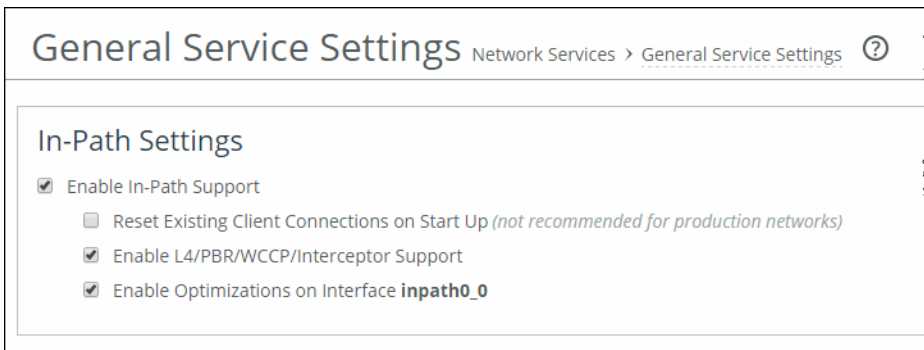 General Service Settings Network Services › General Service Settings ?
In-Path Settings
Enable In-Path Support
Reset Existing Client Connections on Start Up (not recommended for production networks)
Enable L4/PBR/WCCP/Interceptor Support
Enable Optimizations on Interface inpath0_0